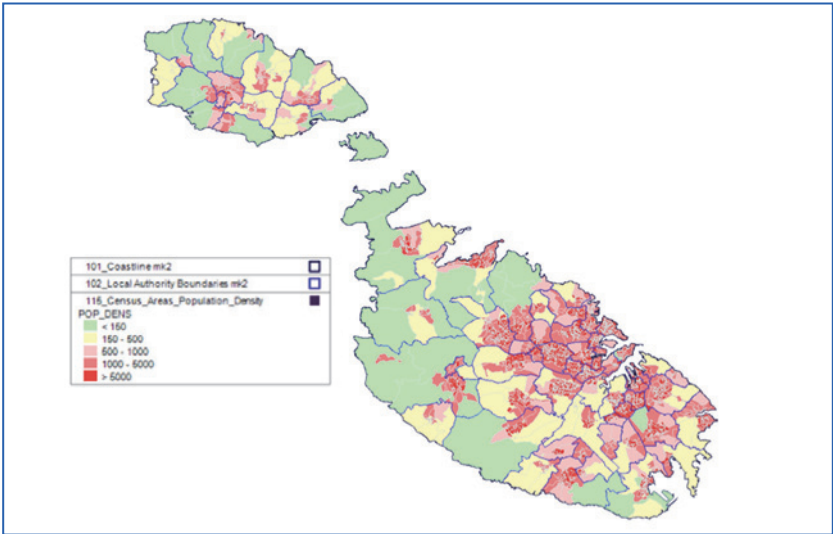 101_Coastline mk2
102_Local Authority Boundaries mk2
115_Census_Areas_Population_Density
POP_DENS
< 150
150 - 500
500 - 1000
1000 - 5000
> 5000